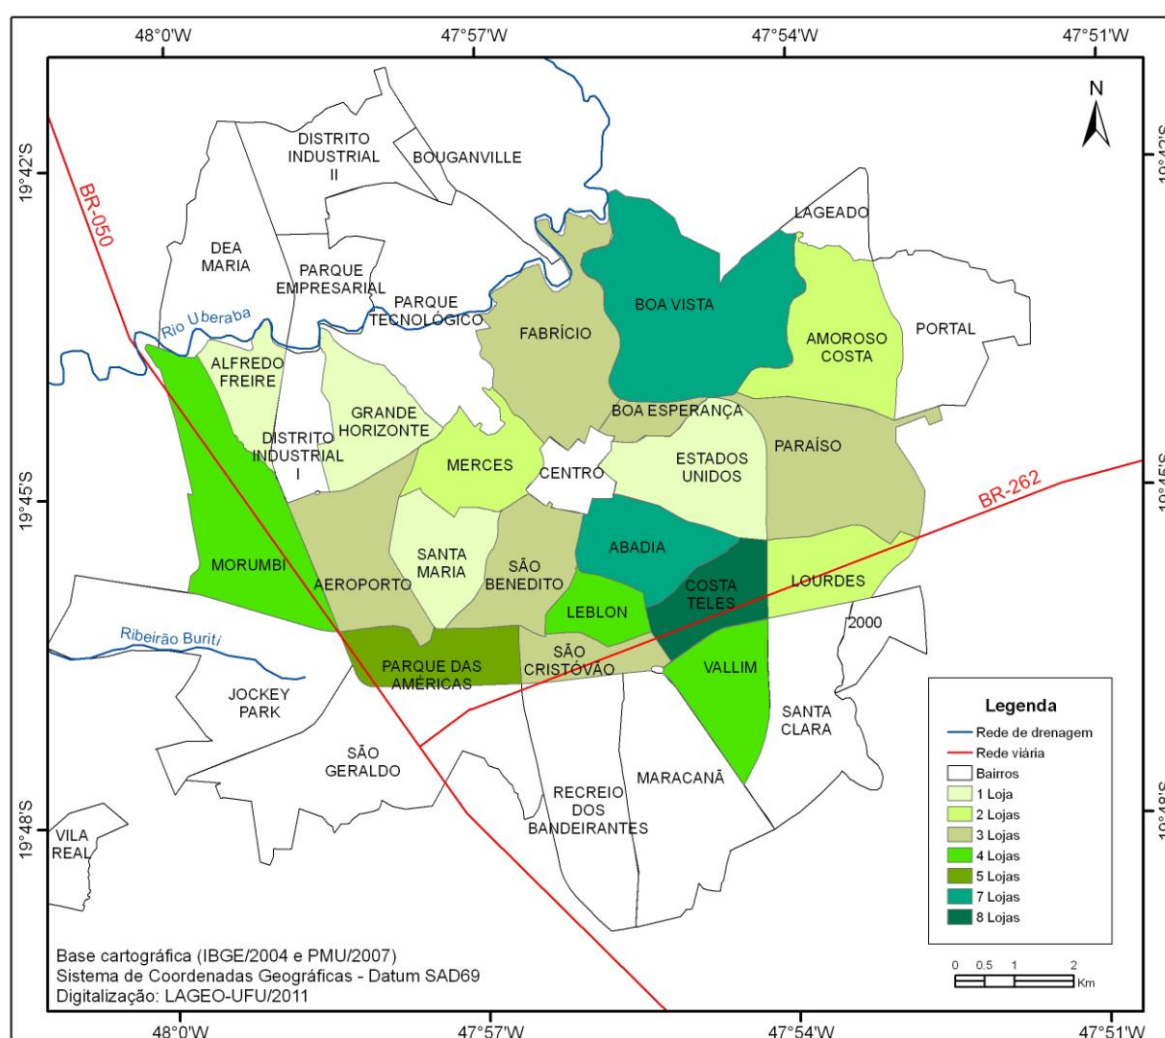 48°0'W 47°57'W 47°54'W 47°51'W
N
19°42'S
19°42'S
DISTRITO
INDUSTRIAL
II
BOUGANVILLE
LAGEADO
BR-050
DEA
MARIA
PARQUE
EMPRESARIAL
PARQUE
TECNOLÓGICO
BOA VISTA
Rio Uberaba
FABRÍCIO
AMOROSO
COSTA
PORTAL
ALFREDO
FREIRE
GRANDE
HORIZONTE
BOA ESPERANÇA
DISTRITO
INDUSTRIAL
I
MERCES
CENTRO
ESTADOS
UNIDOS
PARAÍSO
19°45'S
19°45'S
BR-262
MORUMBI
AEROPORTO
SANTA
MARIA
SÃO
BENEDITO
ABADIA
LEBLON
COSTA
TELES
LOURDES
2000
Ribeirão Buriti
PARQUE DAS
AMÉRICAS
SÃO
CRISTÓVÃO
VALLIM
JOCKEY
PARK
SANTA
CLARA
SÃO
GERALDO
MARACANÃ
RECREIO
DOS
BANDEIRANTES
VILA
REAL
19°48'S
19°48'S
Legenda
Rede de drenagem
Rede viária
Bairros
1 Loja
2 Lojas
3 Lojas
4 Lojas
5 Lojas
7 Lojas
8 Lojas
Base cartográfica (IBGE/2004 e PMU/2007)
Sistema de Coordenadas Geográficas - Datum SAD69
Digitalização: LAGEO-UFU/2011
0 0.5 1 2
Km
48°0'W 47°57'W 47°54'W 47°51'W